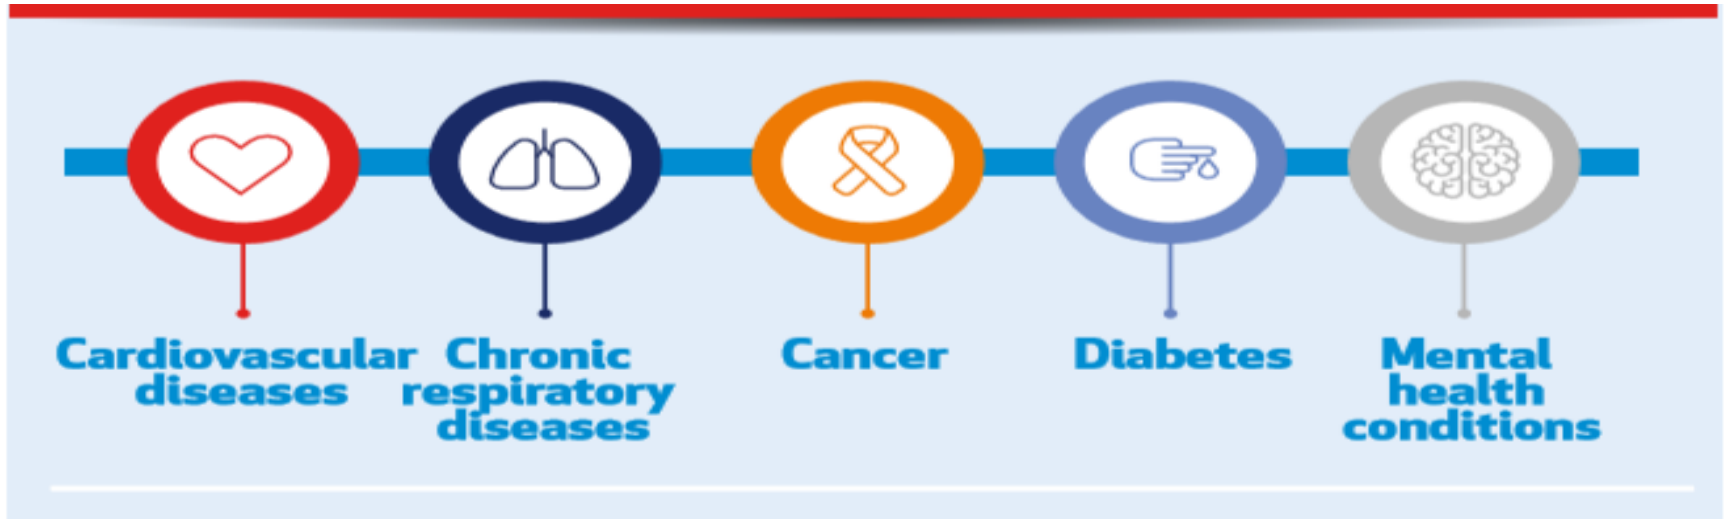 Cardiovascular
diseases
Chronic
respiratory
diseases
Cancer
Diabetes
Mental
health
conditions